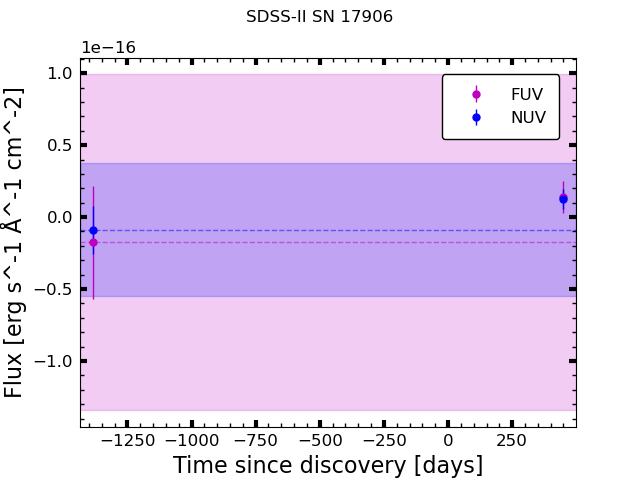 SDSS-II SN 17906
1e−16
1.0
0.5
0.0
−0.5
−1.0
Flux [erg s^-1 Å^-1 cm^-2]
FUV
NUV
−1250 −1000 −750 −500 −250 0 250
Time since discovery [days]